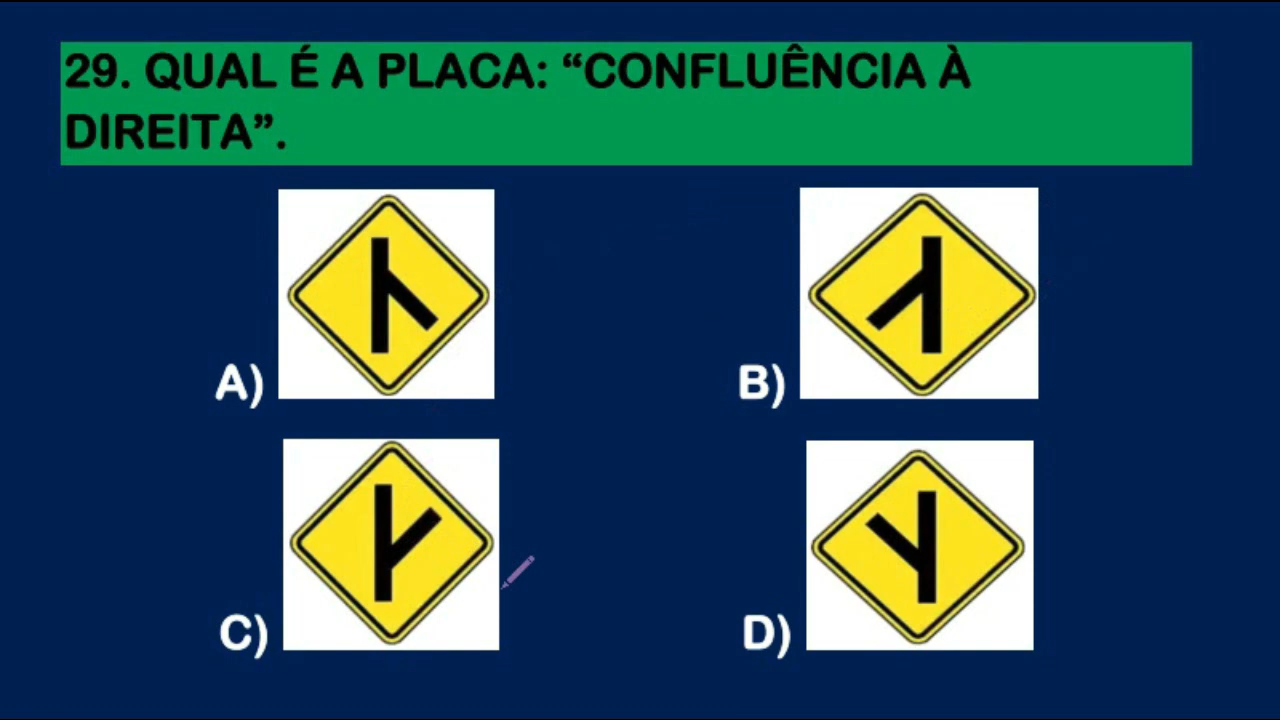 29. QUAL É A PLACA: “CONFLUÊNCIA À
DIREITA”.
A)
B)
C)
D)